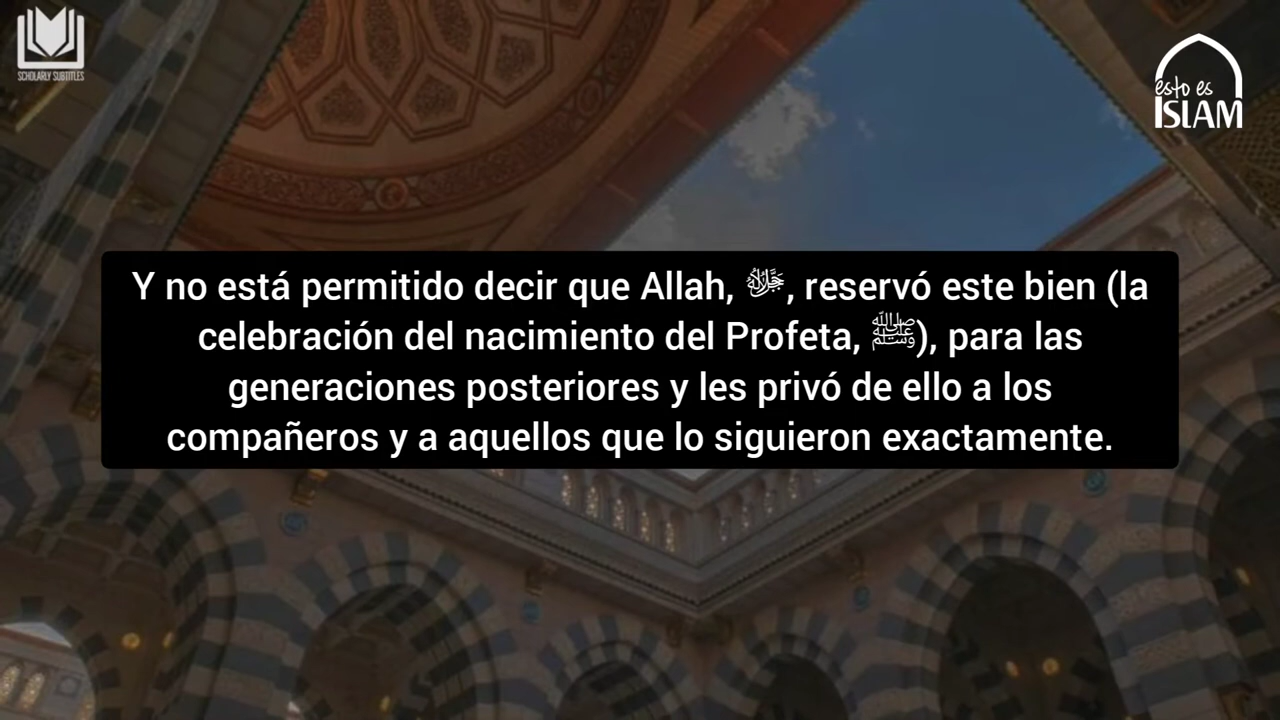 SCHOLARLY SUBTITLES
esto es
ISLAM
Y no está permitido decir que Allah, ﷻ, reservó este bien (la
celebración del nacimiento del Profeta, ﷺ), para las
generaciones posteriores y les privó de ello a los
compañeros y a aquellos que lo siguieron exactamente.